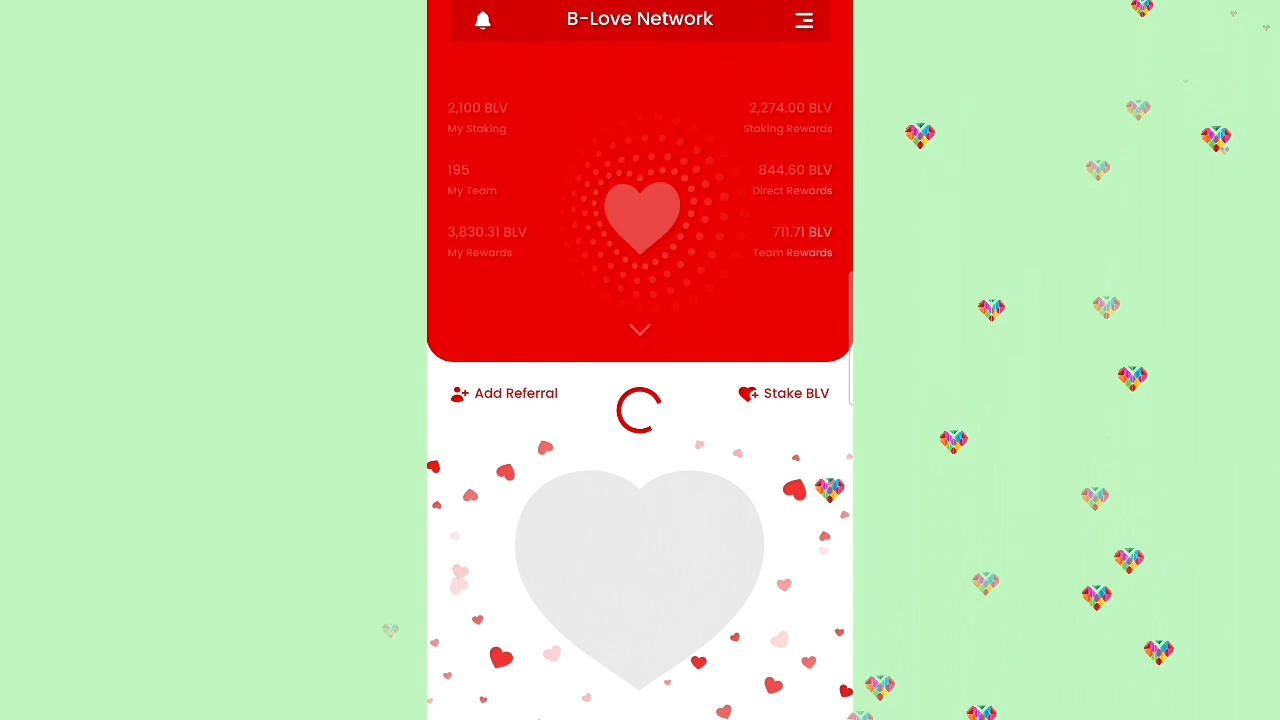 B-Love Network
2,100 BLV
My Staking
195
My Team
3,830.31 BLV
My Rewards
2,274.00 BLV
Staking Rewards
844.60 BLV
Direct Rewards
711.71 BLV
Team Rewards
Add Referral
Stake BLV